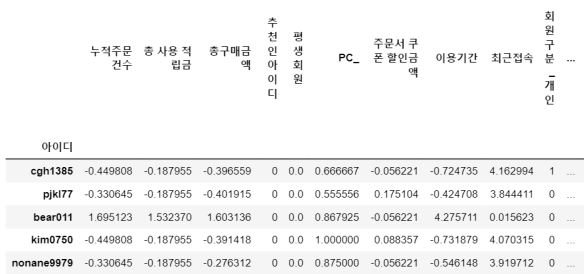 누적주문건수 총 사용 적립금 총구매금액 추천인아이디 평생회원 PC_ 주문서 쿠폰 할인금액 이용기간 최근접속 회원구분_개인 ...
아이디
cgh1385 -0.449808 -0.187955 -0.396559 0 0.0 0.666667 -0.056221 -0.724735 4.162994 1 ...
pjkl77 -0.330645 -0.187955 -0.401915 0 0.0 0.555556 0.175104 -0.424708 3.844411 0 ...
bear011 1.695123 1.532370 1.603136 0 0.0 0.867925 -0.056221 4.275711 0.015623 0 ...
kim0750 -0.449808 -0.187955 -0.391418 0 0.0 1.000000 0.088357 -0.731879 4.070315 0 ...
nonane9979 -0.330645 -0.187955 -0.276312 0 0.0 0.875000 -0.056221 -0.546148 3.919712 0 ...